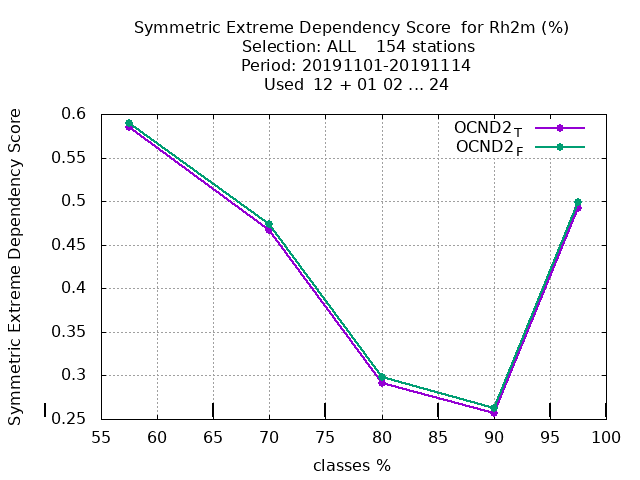 Symmetric Extreme Dependency Score  for Rh2m (%)
Selection: ALL    154 stations
Period: 20191101-20191114
Used  12 + 01 02 ... 24
Symmetric Extreme Dependency Score
OCND2T
OCND2F
0.6
0.55
0.5
0.45
0.4
0.35
0.3
0.25
55 60 65 70 75 80 85 90 95 100
classes %